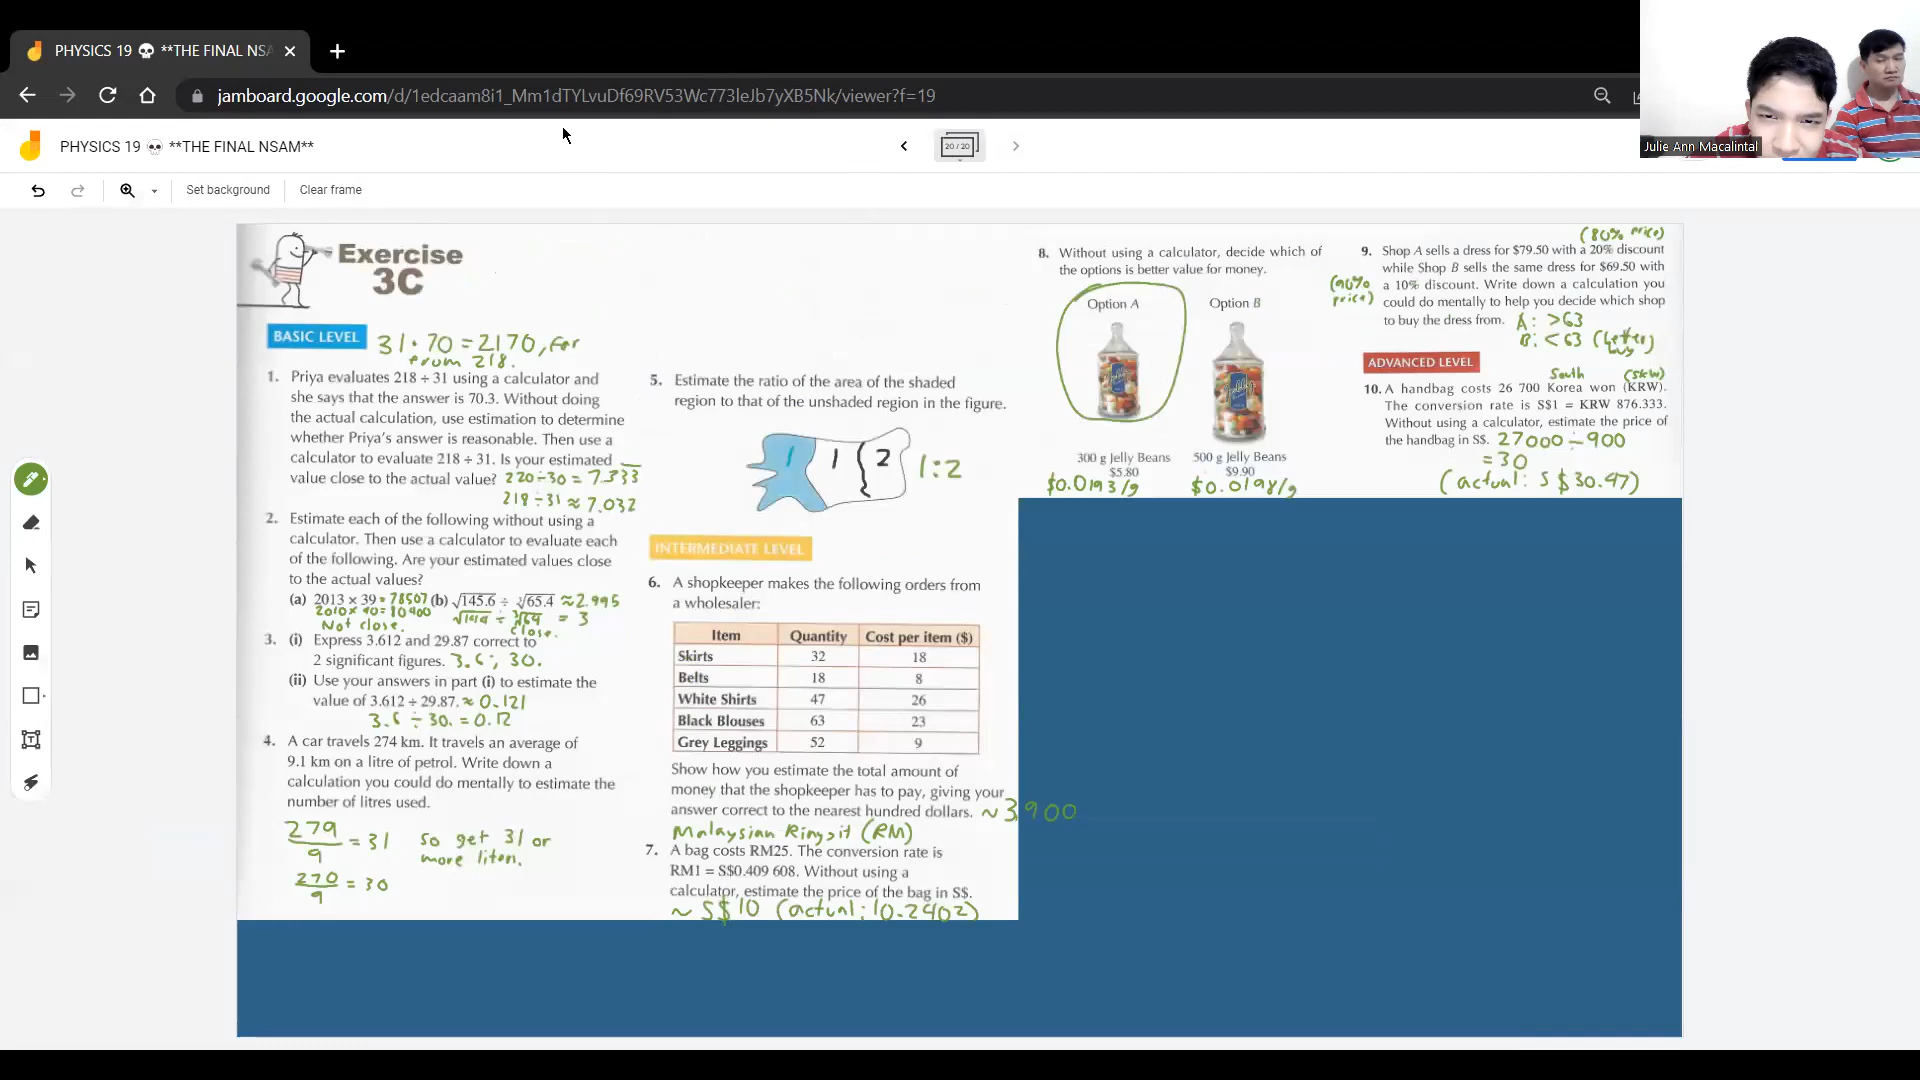 PHYSICS 19 💀 **THE FINAL NSA
jamboard.google.com/d/1edcaam8i1_Mm1dTYLvuDf69RV53Wc773leJb7yXB5Nk/viewer?f=19
Julie Ann Macalintal
PHYSICS 19 💀 **THE FINAL NSAM**
20 / 20
Set background
Clear frame
Exercise
3C
BASIC LEVEL
31 · 70 = 2170, far
from 218.
1. Priya evaluates 218 ÷ 31 using a calculator and
she says that the answer is 70.3. Without doing
the actual calculation, use estimation to determine
whether Priya's answer is reasonable. Then use a
calculator to evaluate 218 ÷ 31. Is your estimated
value close to the actual value? 220 ÷ 30 = 7.333
218 ÷ 31 ≈ 7.032
2. Estimate each of the following without using a
calculator. Then use a calculator to evaluate each
of the following. Are your estimated values close
to the actual values?
(a) 2013 × 39 = 78507 (b) √145.6 ÷ ∛65.4 ≈ 2.995
2010 × 40 = 80400 √144 ÷ ∛64 = 3
Not close. close.
3. (i) Express 3.612 and 29.87 correct to
2 significant figures. 3.6; 30.
(ii) Use your answers in part (i) to estimate the
value of 3.612 ÷ 29.87. ≈ 0.121
3.6 ÷ 30. = 0.12
4. A car travels 274 km. It travels an average of
9.1 km on a litre of petrol. Write down a
calculation you could do mentally to estimate the
number of litres used.
279/9 = 31 so get 31 or
more liters.
270/9 = 30
5. Estimate the ratio of the area of the shaded
region to that of the unshaded region in the figure.
1 1 2 1:2
INTERMEDIATE LEVEL
6. A shopkeeper makes the following orders from
a wholesaler:
Item Quantity Cost per item ($)
Skirts 32 18
Belts 18 8
White Shirts 47 26
Black Blouses 63 23
Grey Leggings 52 9
Show how you estimate the total amount of
money that the shopkeeper has to pay, giving your
answer correct to the nearest hundred dollars. ~3,900
Malaysian Ringgit (RM)
7. A bag costs RM25. The conversion rate is
RM1 = S$0.409 608. Without using a
calculator, estimate the price of the bag in S$.
~ S$10 (actual: 10.2402)
8. Without using a calculator, decide which of
the options is better value for money.
Option A Option B
300 g Jelly Beans 500 g Jelly Beans
$5.80 $9.90
$0.0193/g $0.0198/g
(80% price)
9. Shop A sells a dress for $79.50 with a 20% discount
while Shop B sells the same dress for $69.50 with
(90% price) a 10% discount. Write down a calculation you
could do mentally to help you decide which shop
to buy the dress from. A: >63
B: <63 (better buy)
ADVANCED LEVEL
South (SKW)
10. A handbag costs 26 700 Korea won (KRW).
The conversion rate is S$1 = KRW 876.333.
Without using a calculator, estimate the price of
the handbag in S$. 27000 ÷ 900
= 30
(actual: S$30.47)